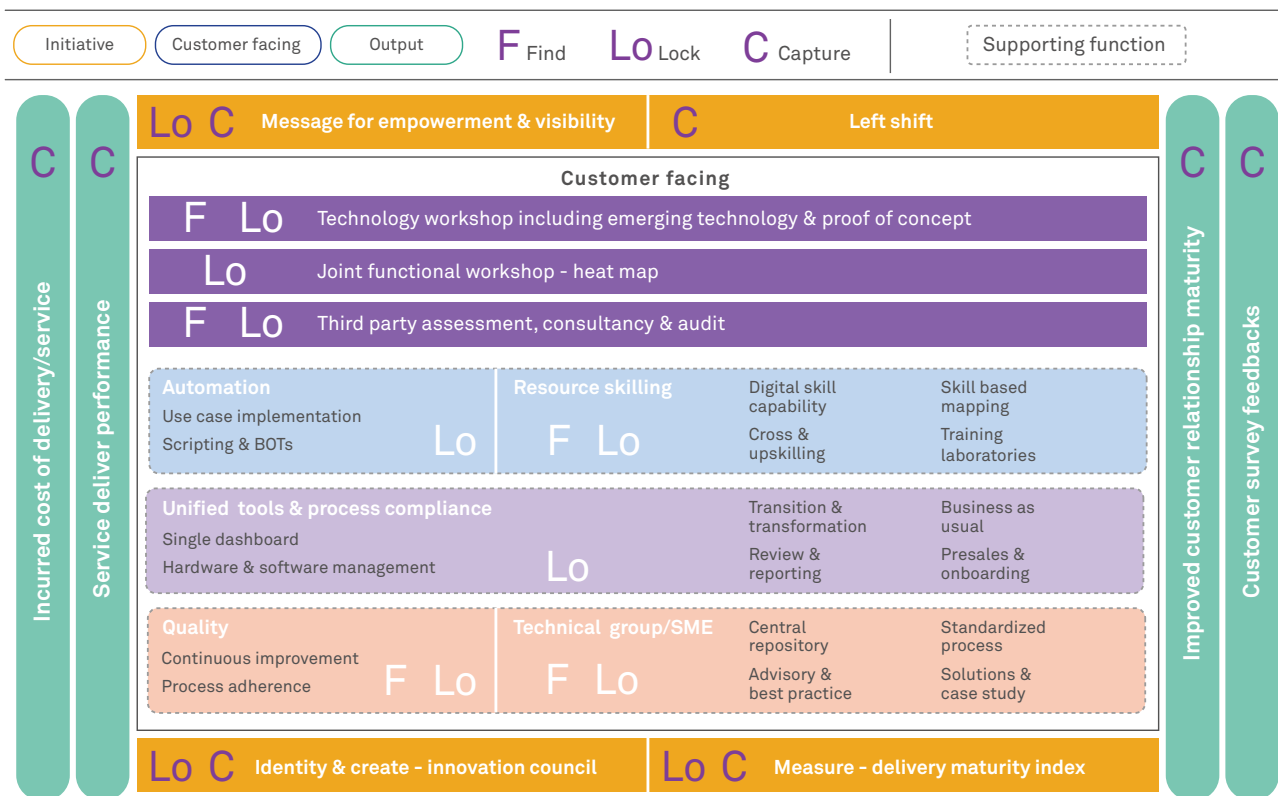 Initiative
Customer facing
Output
F Find
Lo Lock
C Capture
Supporting function
C
Incurred cost of delivery/service
C
Service deliver performance
Lo C Message for empowerment & visibility
C Left shift
Customer facing
F Lo Technology workshop including emerging technology & proof of concept
Lo Joint functional workshop - heat map
F Lo Third party assessment, consultancy & audit
Automation
Use case implementation
Scripting & BOTs
Lo
Resource skilling
F Lo
Digital skill
capability
Cross &
upskilling
Skill based
mapping
Training
laboratories
Unified tools & process compliance
Single dashboard
Hardware & software management
Lo
Transition &
transformation
Review &
reporting
Business as
usual
Presales &
onboarding
Quality
Continuous improvement
Process adherence
F Lo
Technical group/SME
F Lo
Central
repository
Advisory &
best practice
Standardized
process
Solutions &
case study
Lo C Identity & create - innovation council
Lo C Measure - delivery maturity index
C
Improved customer relationship maturity
C
Customer survey feedbacks